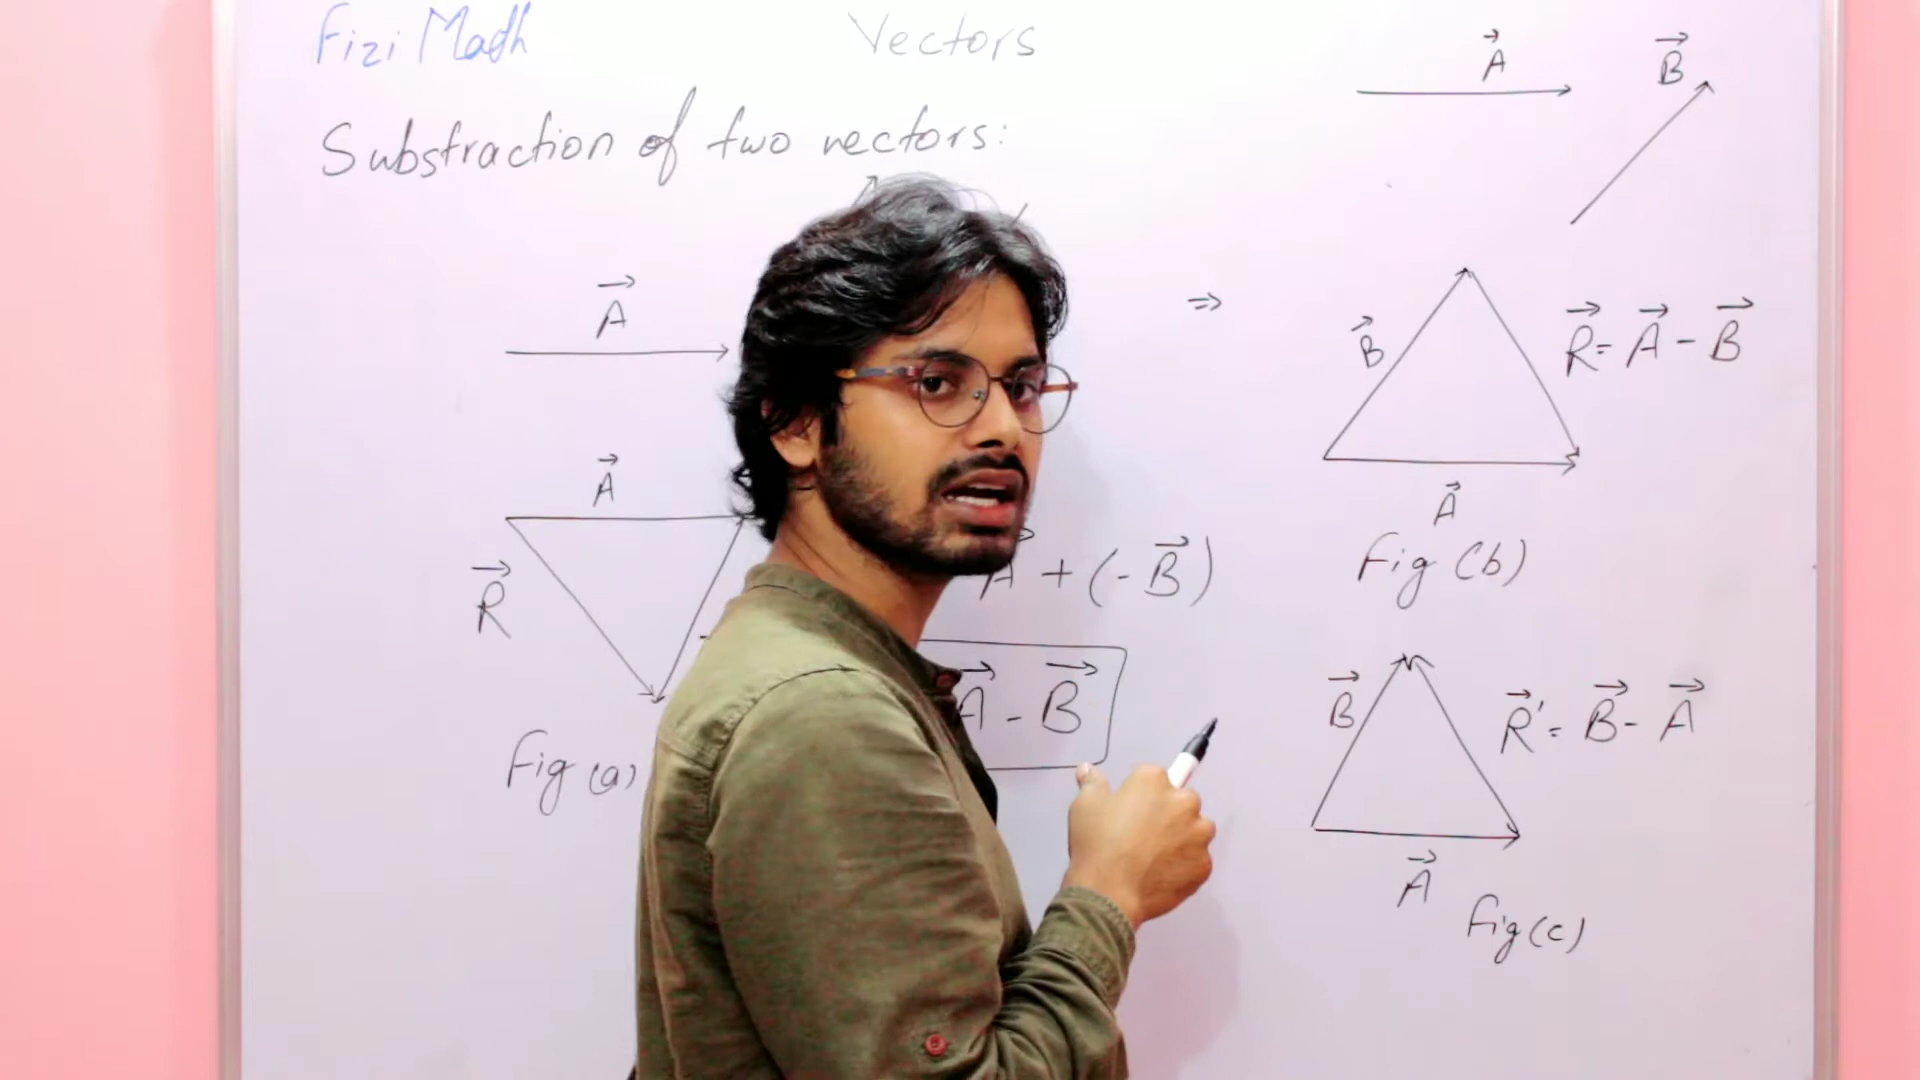 Fizi Math
Vectors
Substraction of two vectors:
A⃗
B⃗
A⃗
⇒
B⃗
R⃗ = A⃗ - B⃗
A⃗
Fig (b)
A⃗
R⃗
A⃗ + (-B⃗)
A⃗ - B⃗
Fig (a)
B⃗
R⃗' = B⃗ - A⃗
A⃗
Fig (c)